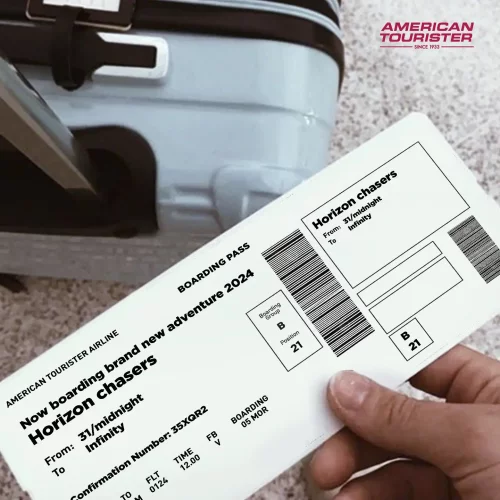 AMERICAN
TOURISTER
SINCE 1933
BOARDING PASS
AMERICAN TOURISTER AIRLINE
Now boarding brand new adventure 2024
Horizon chasers
From: 31/midnight
To Infinity
Confirmation Number: 35XQR2
TO FLT TIME FB BOARDING
0124 12.00 V 05 MOR
Boarding
Group
B
Position
21
Horizon chasers
From: 31/midnight
To Infinity
B
21